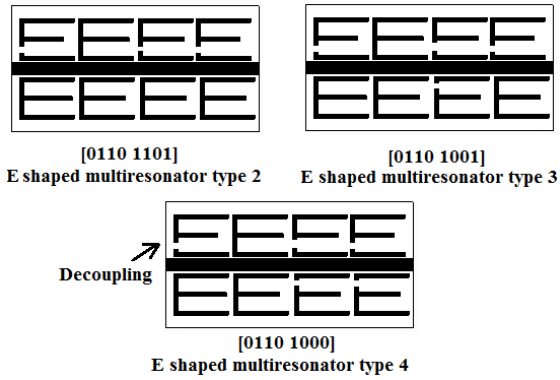 [0110 1101]
E shaped multiresonator type 2
[0110 1001]
E shaped multiresonator type 3
Decoupling
[0110 1000]
E shaped multiresonator type 4